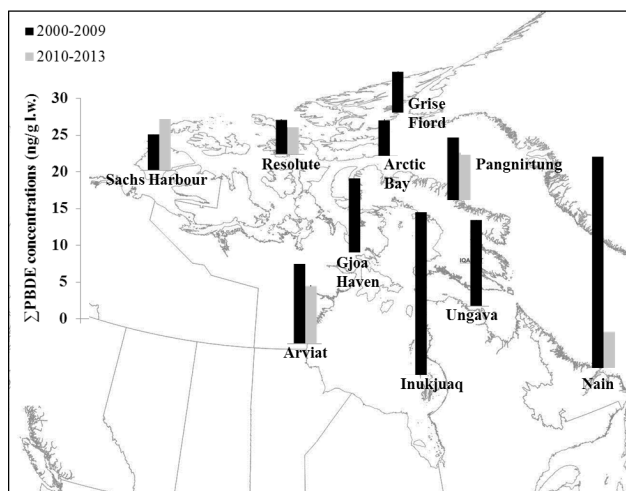 2000-2009
2010-2013
∑PBDE concentrations (ng/g l.w.)
30
25
20
15
10
5
0
Sachs Harbour
Resolute
Grise
Fiord
Arctic
Bay
Pangnirtung
Gjoa
Haven
Ungava
Arviat
Inukjuaq
Nain